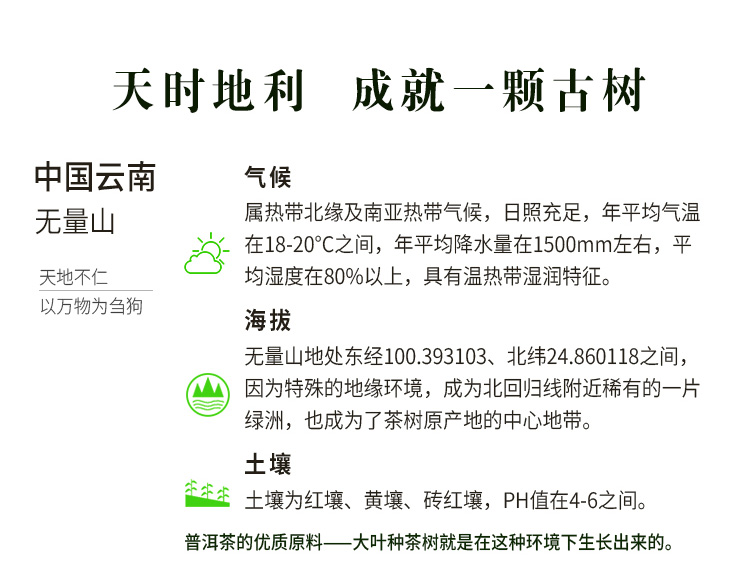 天时地利 成就一颗古树
中国云南
无量山
天地不仁
以万物为刍狗
气候
属热带北缘及南亚热带气候，日照充足，年平均气温
在18-20℃之间，年平均降水量在1500mm左右，平
均湿度在80%以上，具有温热带湿润特征。
海拔
无量山地处东经100.393103、北纬24.860118之间，
因为特殊的地缘环境，成为北回归线附近稀有的一片
绿洲，也成为了茶树原产地的中心地带。
土壤
土壤为红壤、黄壤、砖红壤，PH值在4-6之间。
普洱茶的优质原料——大叶种茶树就是在这种环境下生长出来的。